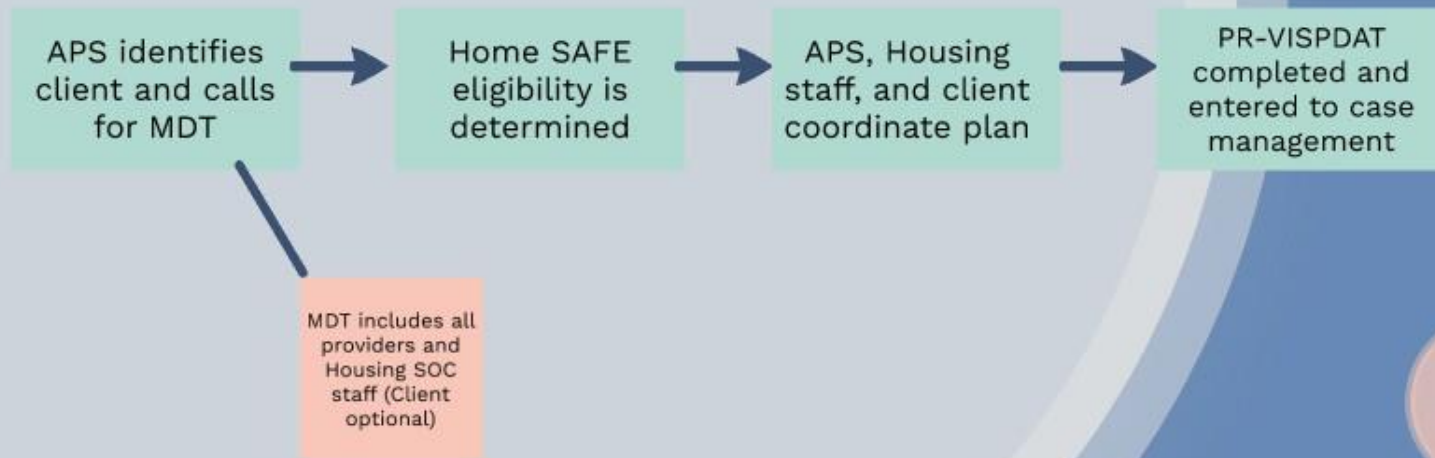 APS identifies
client and calls
for MDT
Home SAFE
eligibility is
determined
APS, Housing
staff, and client
coordinate plan
PR-VISPDAT
completed and
entered to case
management
MDT includes all
providers and
Housing SOC
staff (Client
optional)